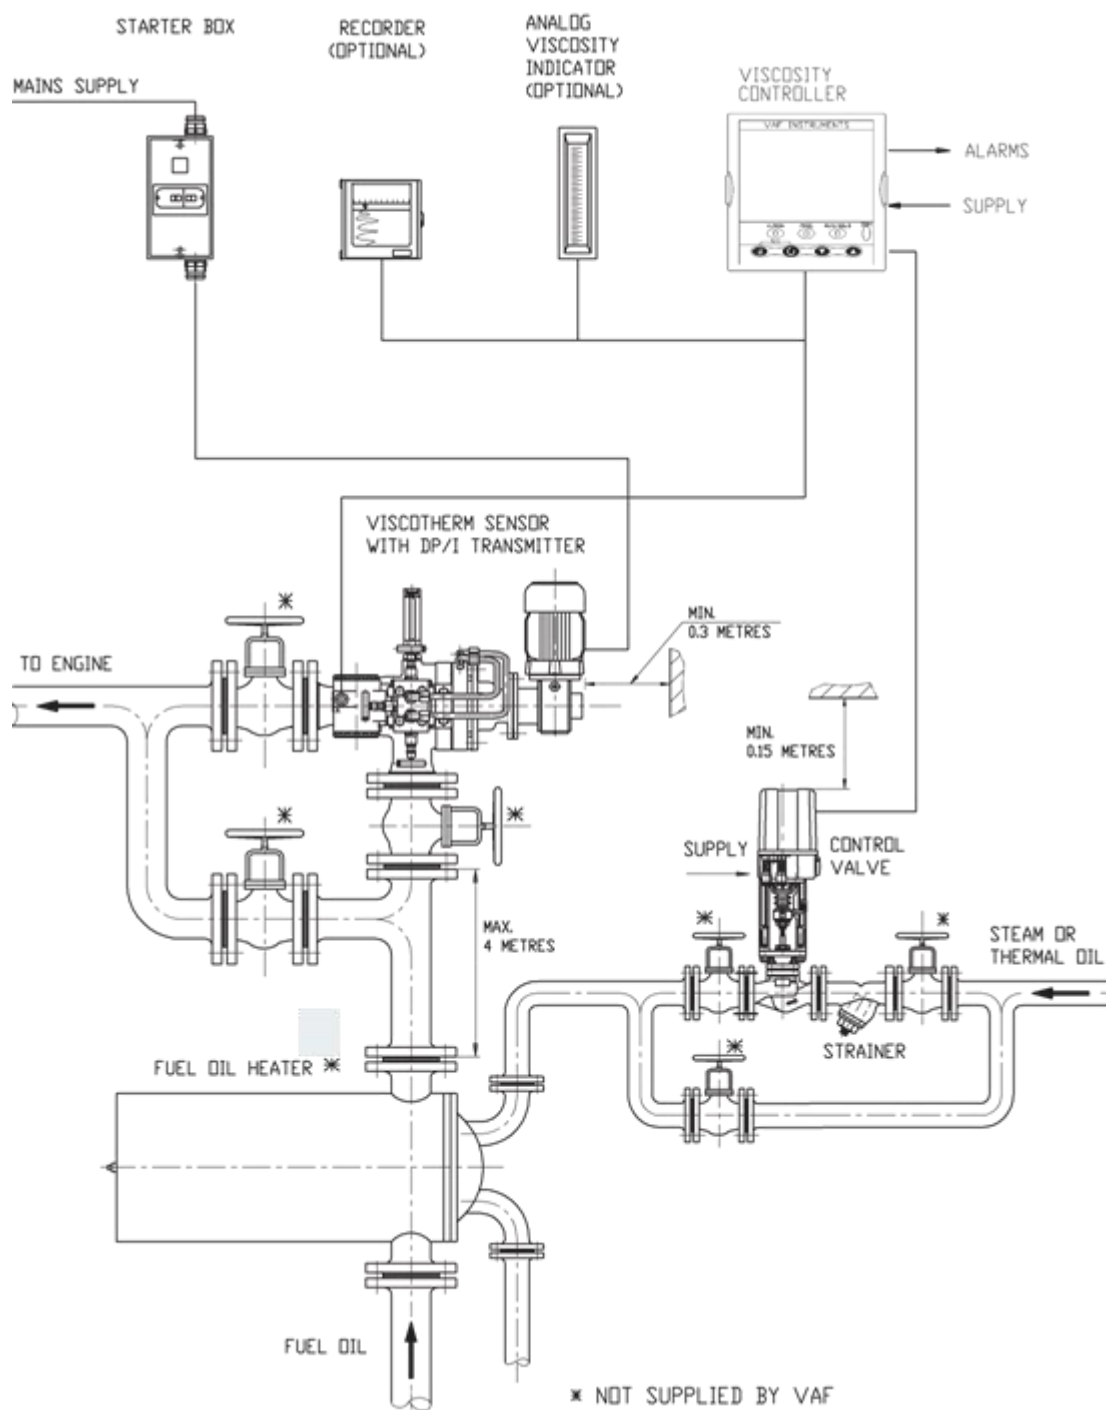 STARTER BOX
RECORDER
(OPTIONAL)
ANALOG
VISCOSITY
INDICATOR
(OPTIONAL)
VISCOSITY
CONTROLLER
MAINS SUPPLY
VAF INSTRUMENTS
ALARMS
SUPPLY
VISCOTHERM SENSOR
WITH DP/I TRANSMITTER
*
MIN.
0.3 METRES
TO ENGINE
MIN.
0.15 METRES
*
*
SUPPLY
CONTROL
VALVE
MAX.
4 METRES
*
*
STEAM OR
THERMAL OIL
STRAINER
*
FUEL OIL HEATER *
FUEL OIL
* NOT SUPPLIED BY VAF